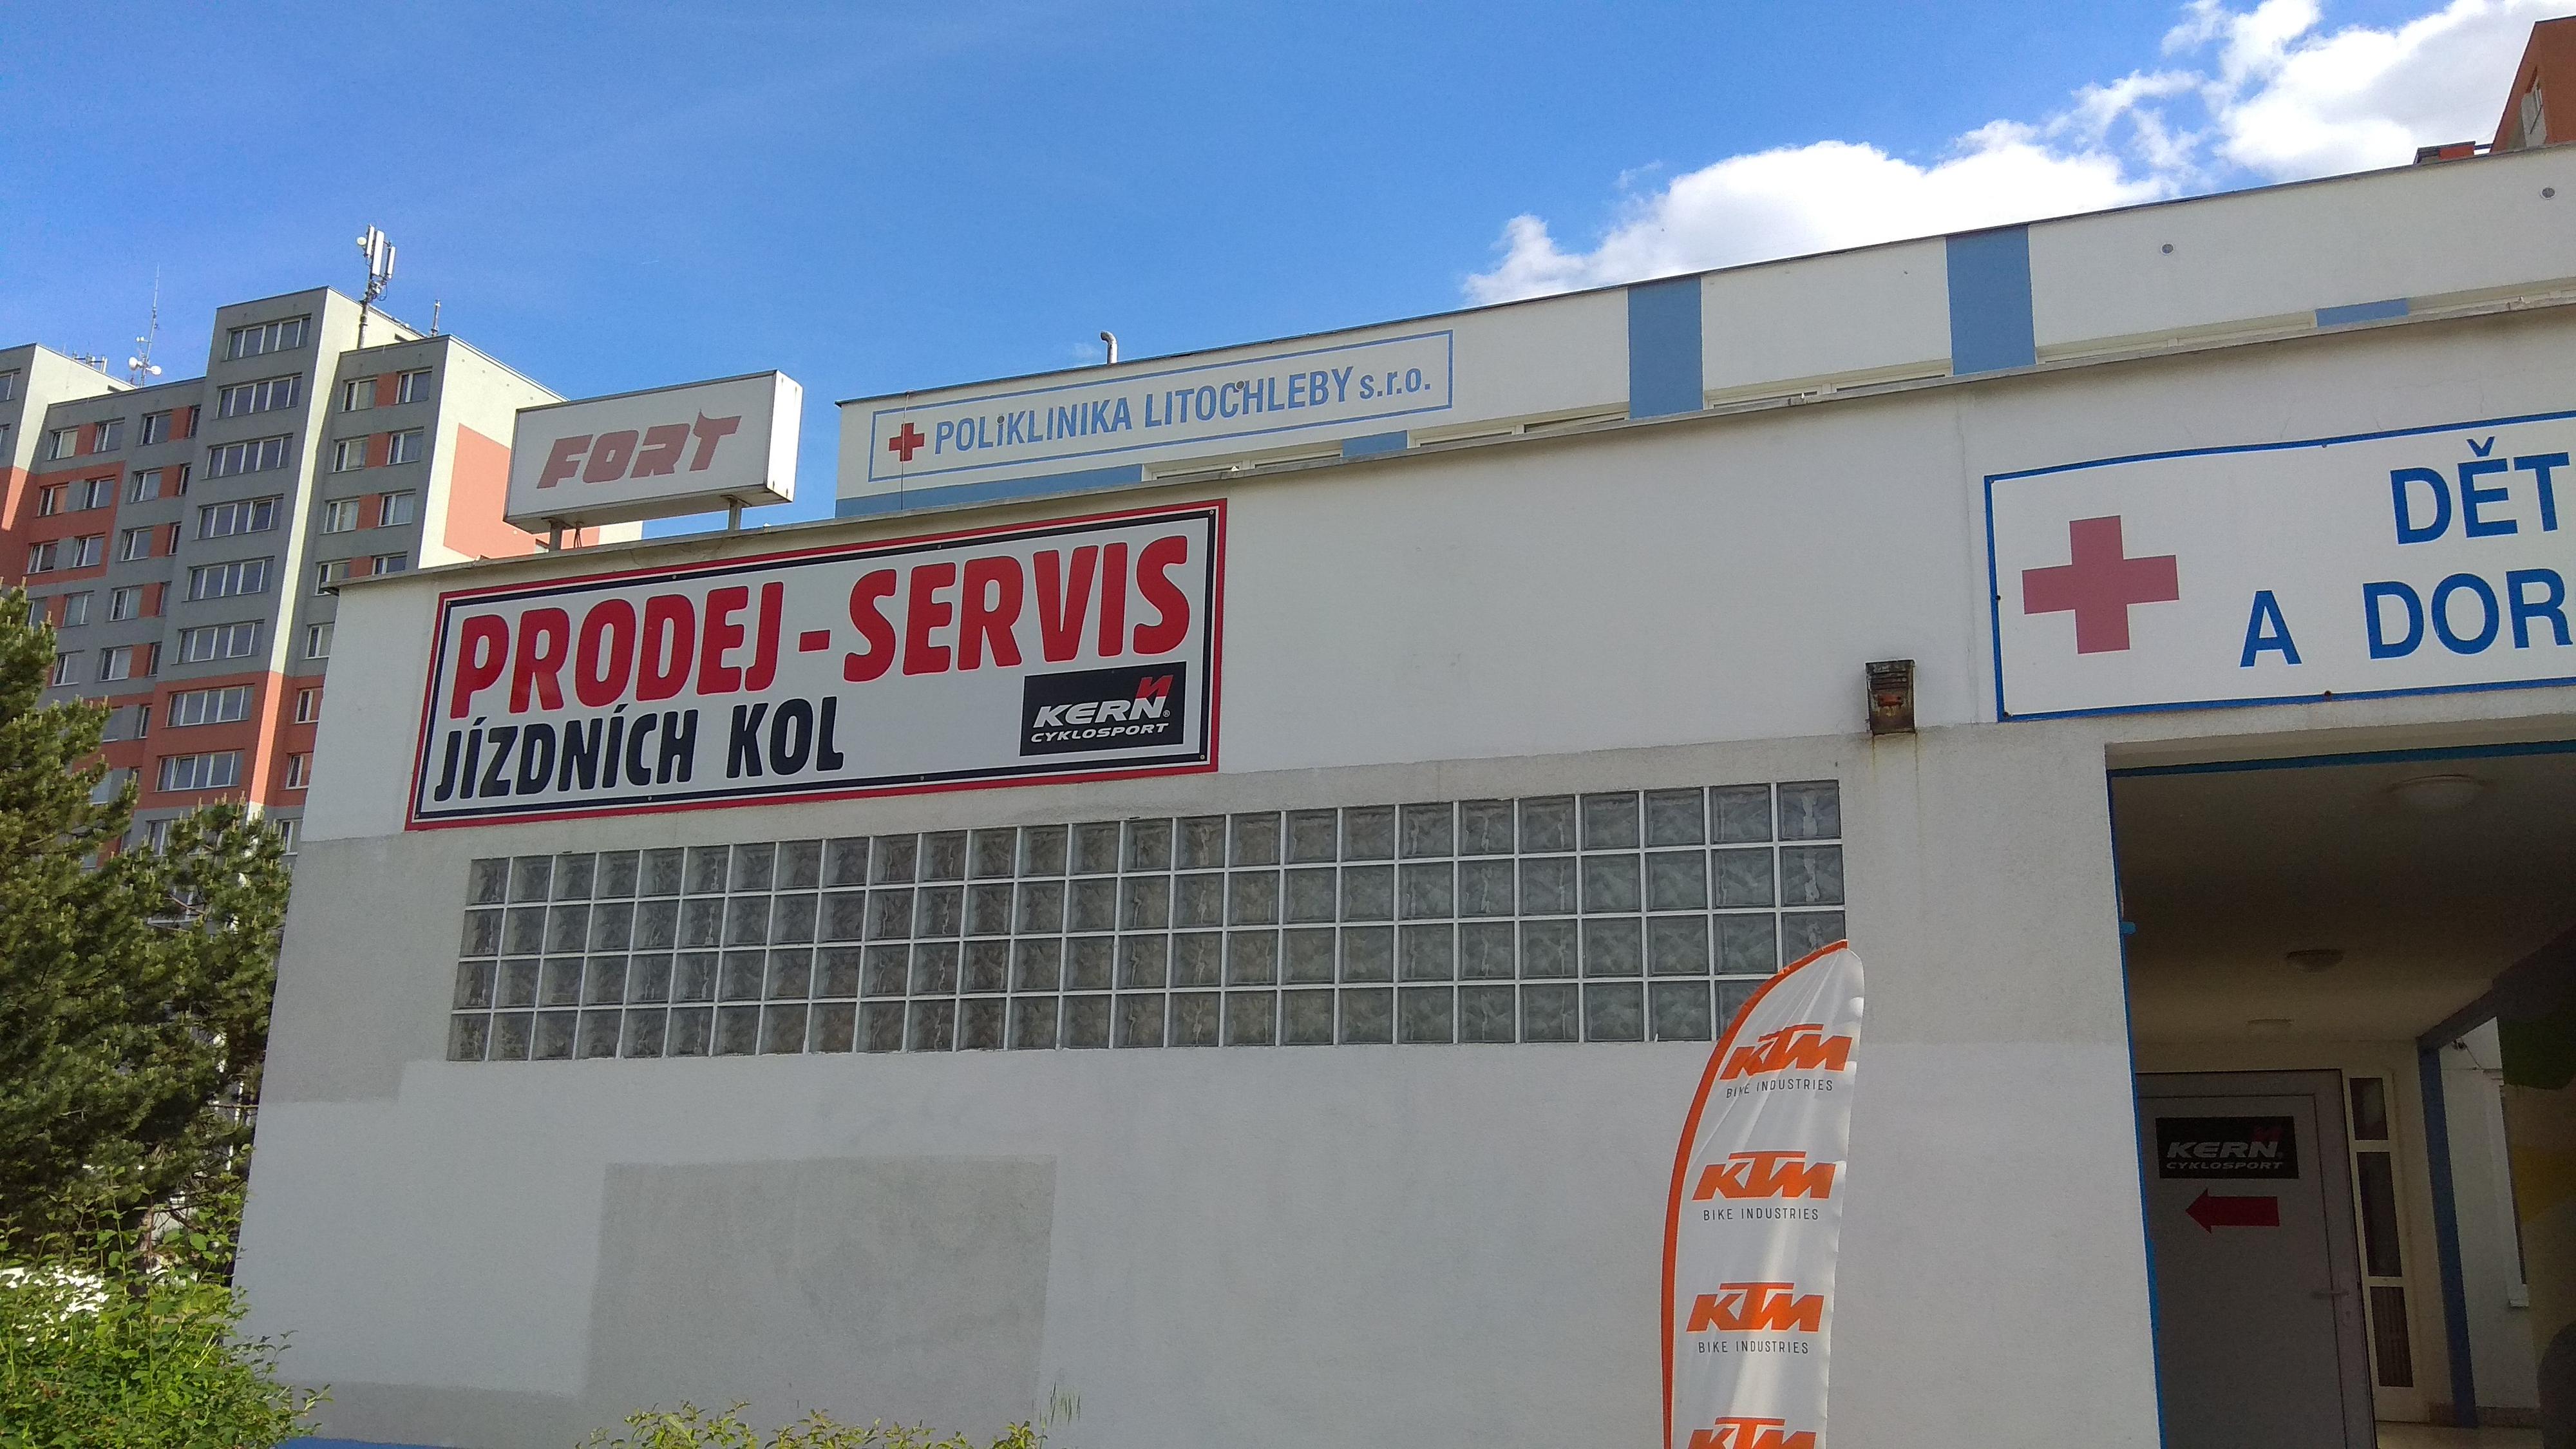 FORT
POLiKLINIKA LITOCHLEBY s.r.o.
PRODEJ-SERVIS
JÍZDNÍCH KOL
KERN®
CYKLOSPORT
DĚT
A DOR
KTM
BIKE INDUSTRIES
KTM
BIKE INDUSTRIES
KTM
BIKE INDUSTRIES
KTM
KERN
CYKLOSPORT